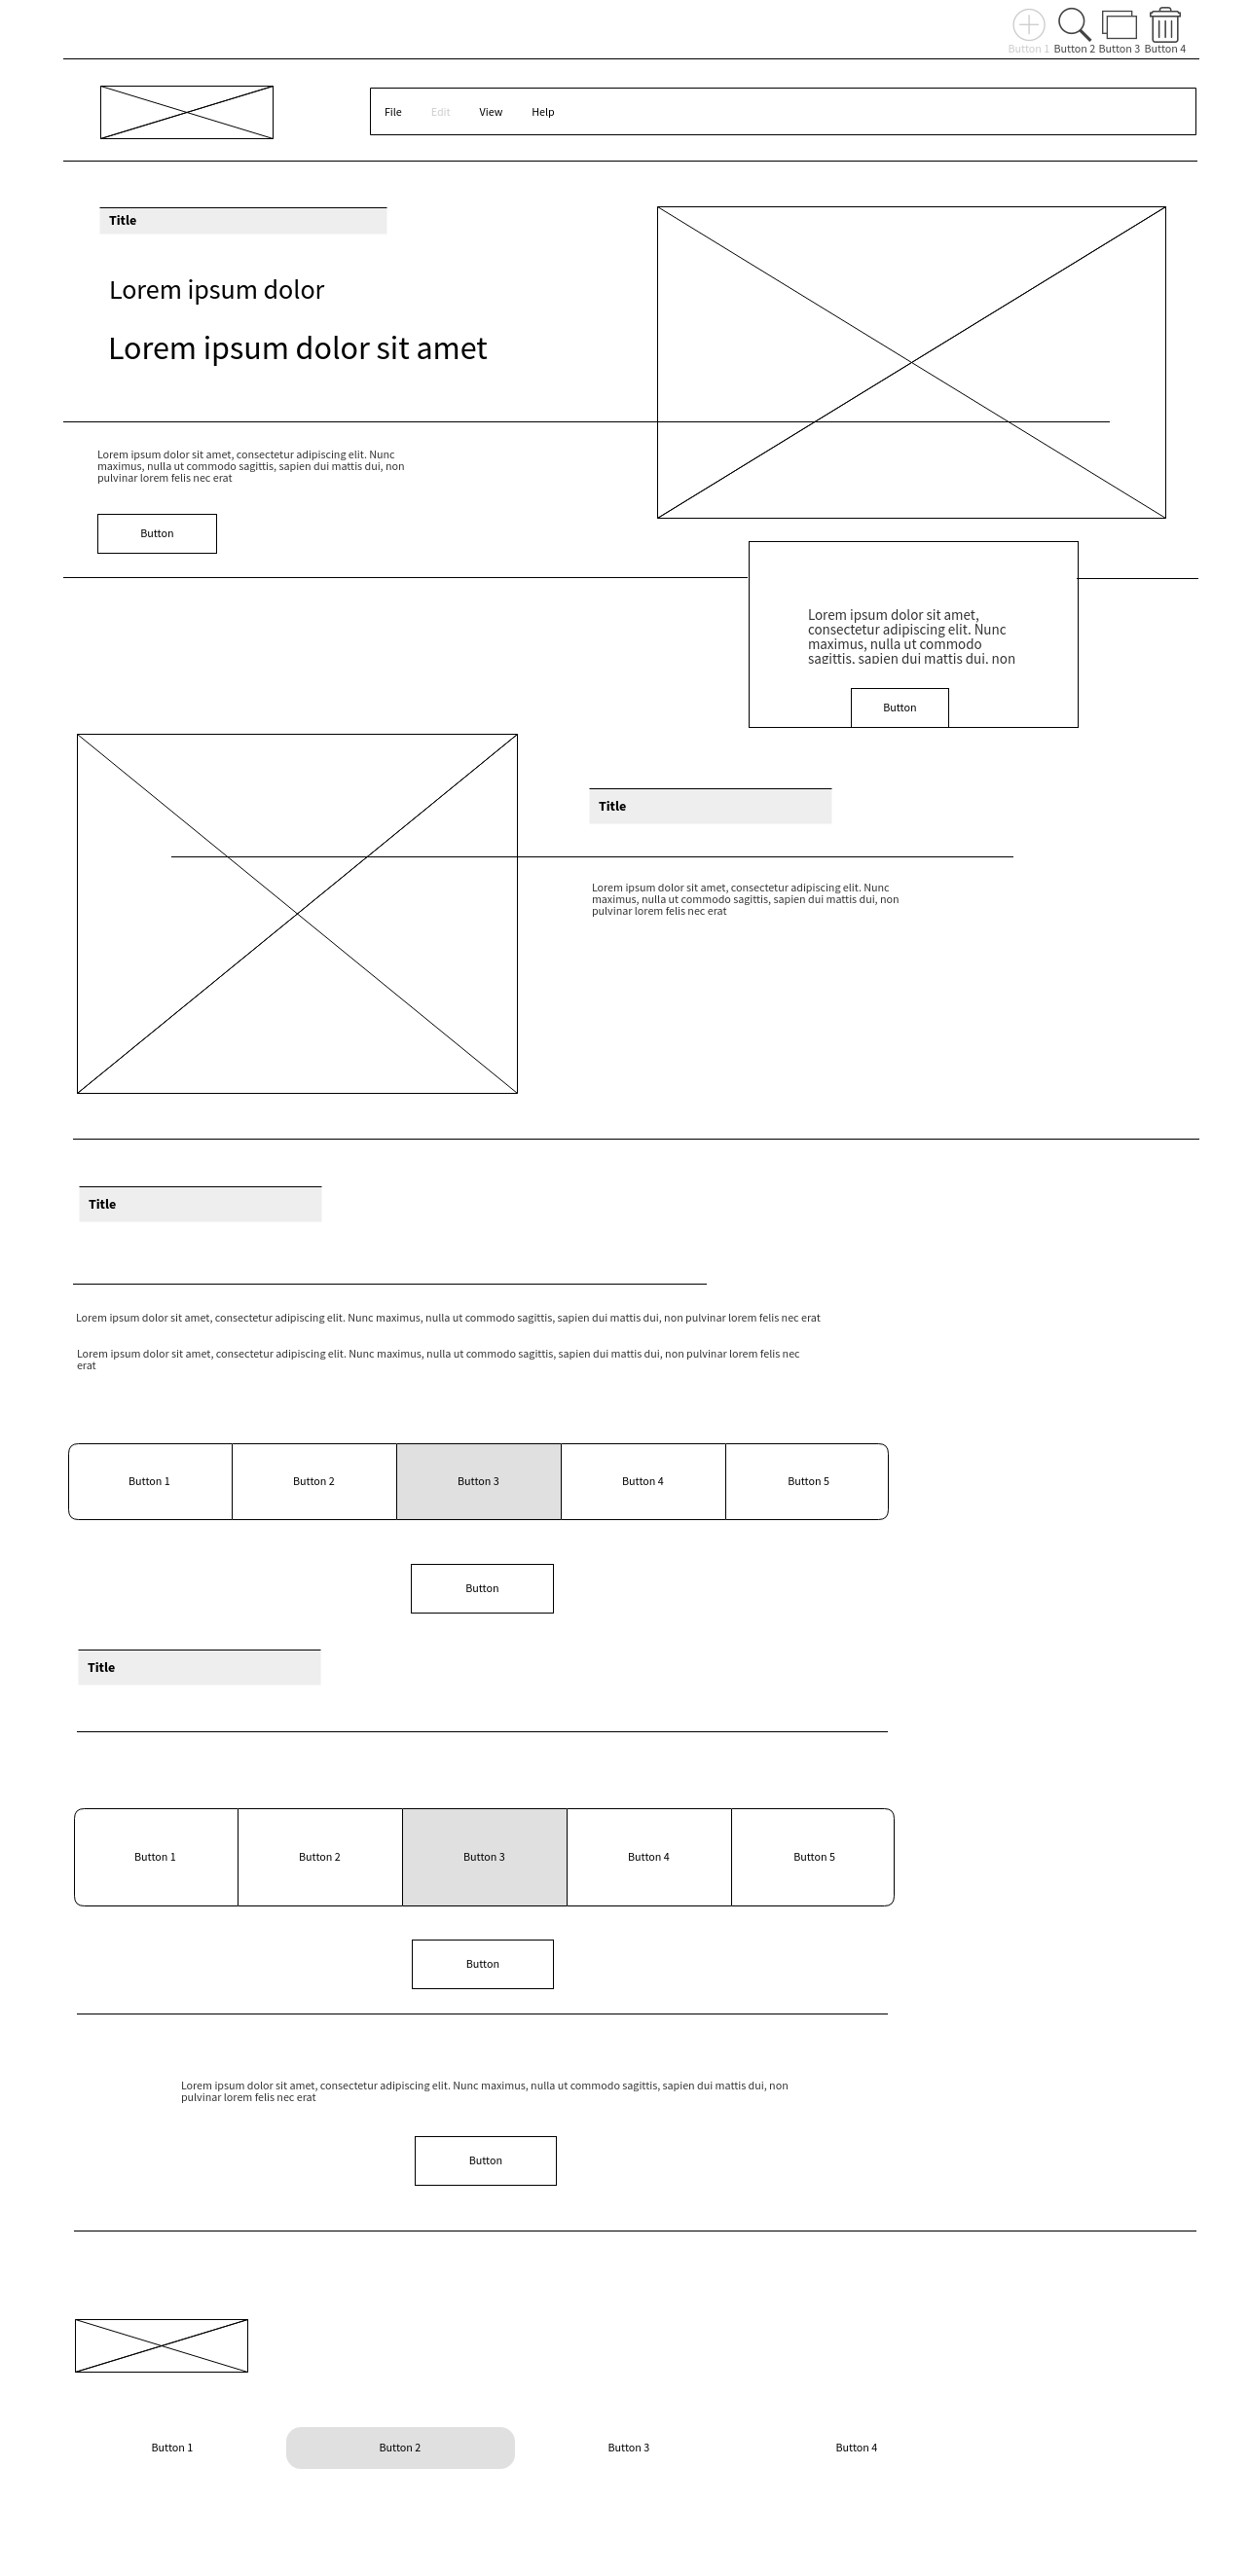 Button 1 Button 2 Button 3 Button 4
File Edit View Help
Title
Lorem ipsum dolor
Lorem ipsum dolor sit amet
Lorem ipsum dolor sit amet, consectetur adipiscing elit. Nunc
maximus, nulla ut commodo sagittis, sapien dui mattis dui, non
pulvinar lorem felis nec erat
Button
Lorem ipsum dolor sit amet,
consectetur adipiscing elit. Nunc
maximus, nulla ut commodo
sagittis, sapien dui mattis dui, non
Button
Title
Lorem ipsum dolor sit amet, consectetur adipiscing elit. Nunc
maximus, nulla ut commodo sagittis, sapien dui mattis dui, non
pulvinar lorem felis nec erat
Title
Lorem ipsum dolor sit amet, consectetur adipiscing elit. Nunc maximus, nulla ut commodo sagittis, sapien dui mattis dui, non pulvinar lorem felis nec erat
Lorem ipsum dolor sit amet, consectetur adipiscing elit. Nunc maximus, nulla ut commodo sagittis, sapien dui mattis dui, non pulvinar lorem felis nec
erat
Button 1 Button 2 Button 3 Button 4 Button 5
Button
Title
Button 1 Button 2 Button 3 Button 4 Button 5
Button
Lorem ipsum dolor sit amet, consectetur adipiscing elit. Nunc maximus, nulla ut commodo sagittis, sapien dui mattis dui, non
pulvinar lorem felis nec erat
Button
Button 1 Button 2 Button 3 Button 4